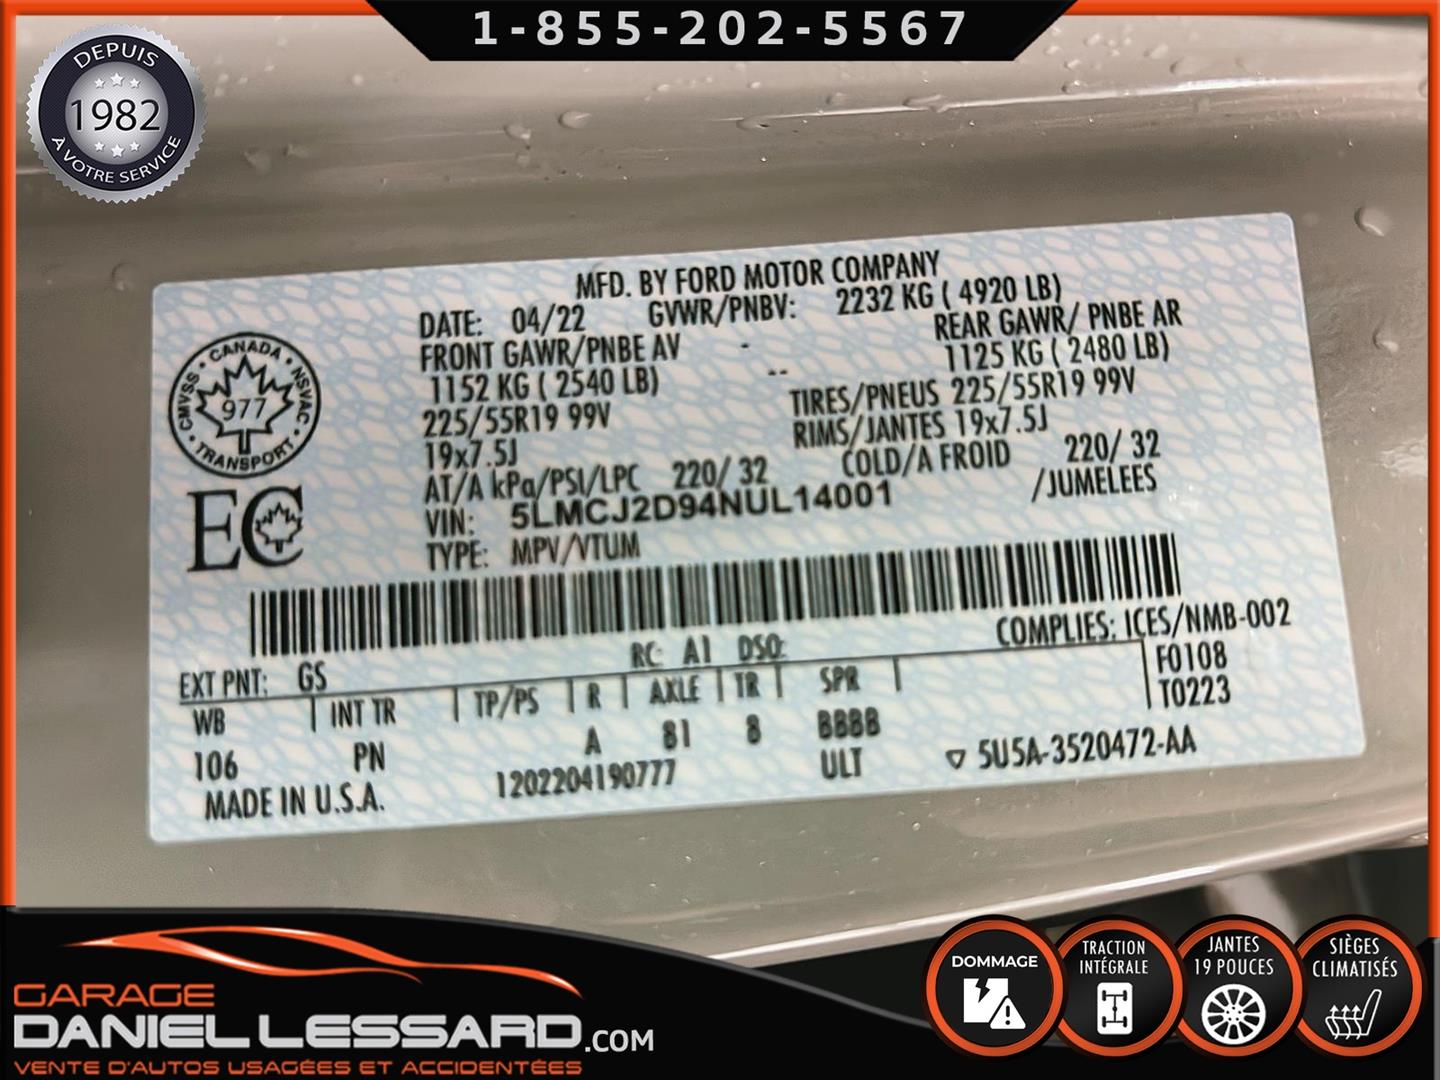 1-855-202-5567
DEPUIS
1982
À VOTRE SERVICE
MFD. BY FORD MOTOR COMPANY
DATE: 04/22 GVWR/PNBV: 2232 KG ( 4920 LB)
FRONT GAWR/PNBE AV REAR GAWR/ PNBE AR
1152 KG ( 2540 LB) 1125 KG ( 2480 LB)
225/55R19 99V TIRES/PNEUS 225/55R19 99V
19x7.5J RIMS/JANTES 19x7.5J
AT/A kPa/PSI/LPC 220/ 32 COLD/A FROID 220/ 32
VIN: 5LMCJ2D94NUL14001 /JUMELEES
TYPE: MPV/VTUM
CANADA
CMVSS • NSVAC
977
TRANSPORT
EC
COMPLIES: ICES/NMB-002
EXT PNT: GS RC: A1 DSO: F0108
WB | INT TR | TP/PS | R | AXLE | TR | SPR | T0223
106 PN A 81 8 BBBB
MADE IN U.S.A. 1202204190777 ULT ▽ 5U5A-3520472-AA
GARAGE
DANIEL LESSARD.COM
VENTE D'AUTOS USAGÉES ET ACCIDENTÉES
DOMMAGE
TRACTION
INTÉGRALE
JANTES
19 POUCES
SIÈGES
CLIMATISÉS